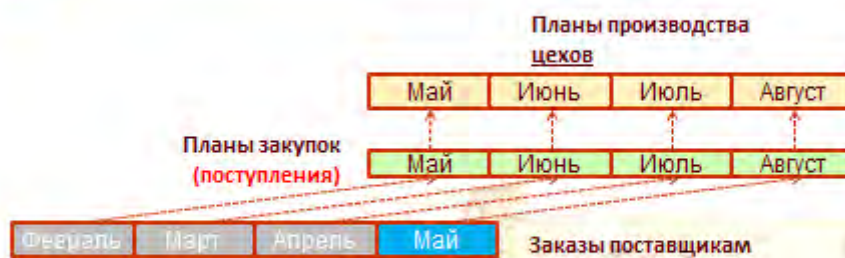 Планы производства
цехов
Май Июнь Июль Август
Планы закупок
(поступления)
Май Июнь Июль Август
Февраль Март Апрель Май
Заказы поставщикам